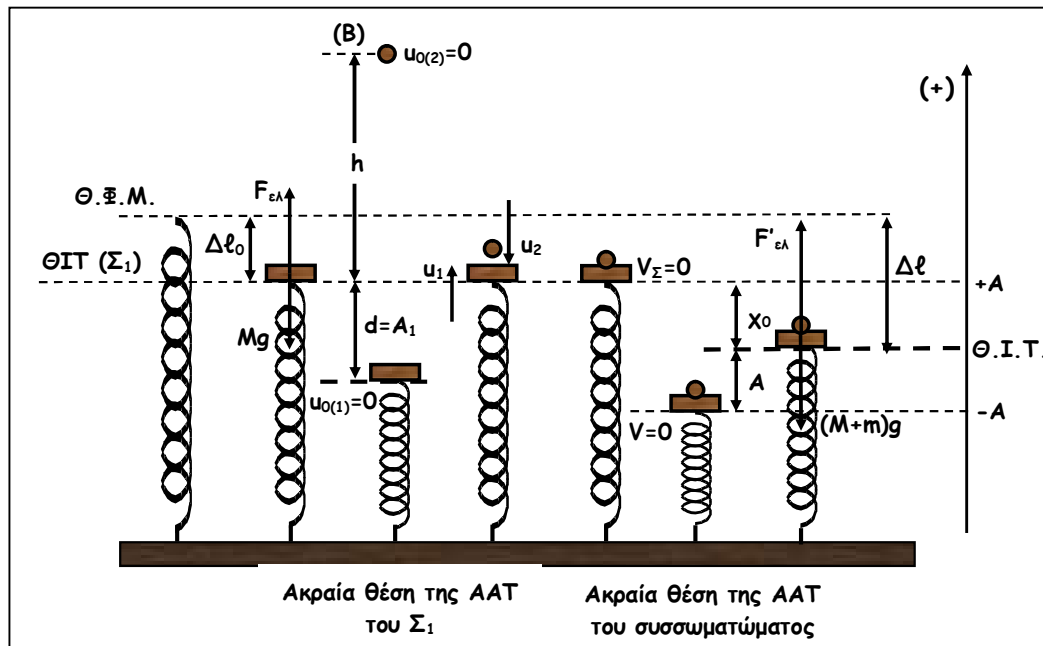 (Β)
u₀₍₂₎=0
(+)
h
Θ.Φ.Μ.
Fελ
Δℓ₀
u₂
F'ελ
Δℓ
ΘΙΤ (Σ₁)
u₁
VΣ=0
+A
d=A₁
X₀
Mg
Θ.Ι.Τ.
A
u₀₍₁₎=0
V=0
(M+m)g
-A
Ακραία θέση της ΑΑΤ
του Σ₁
Ακραία θέση της ΑΑΤ
του συσσωματώματος